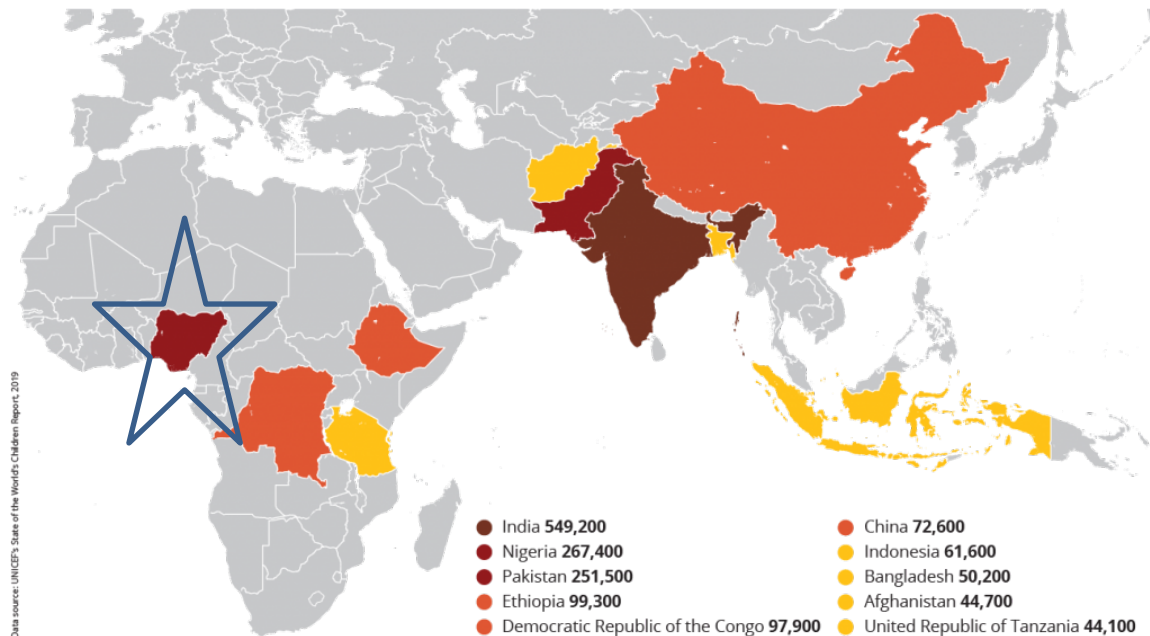 Data source: UNICEF's State of the World's Children Report, 2019
India 549,200
Nigeria 267,400
Pakistan 251,500
Ethiopia 99,300
Democratic Republic of the Congo 97,900
China 72,600
Indonesia 61,600
Bangladesh 50,200
Afghanistan 44,700
United Republic of Tanzania 44,100